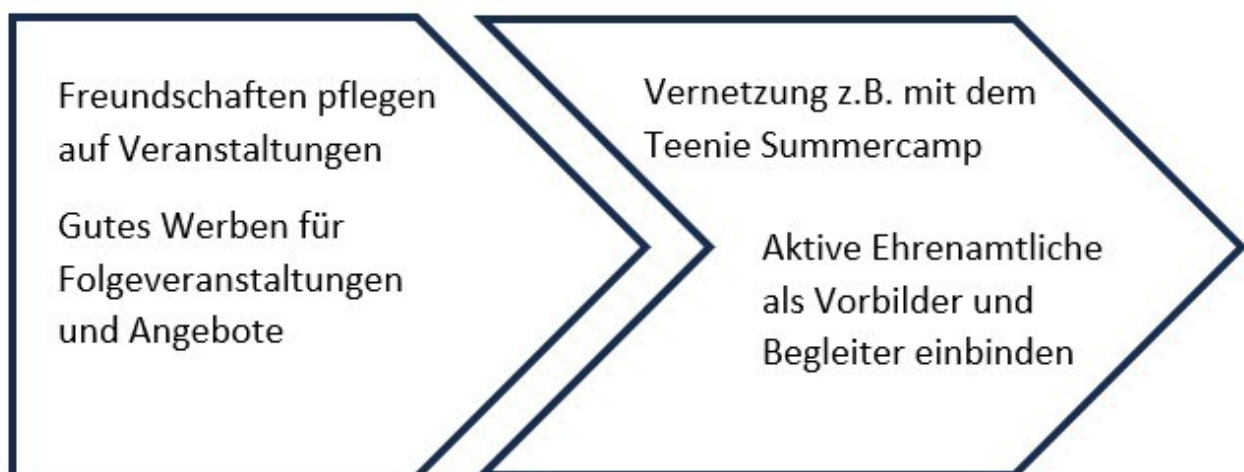 Freundschaften pflegen
auf Veranstaltungen
Gutes Werben für
Folgeveranstaltungen
und Angebote
Vernetzung z.B. mit dem
Teenie Summercamp
Aktive Ehrenamtliche
als Vorbilder und
Begleiter einbinden